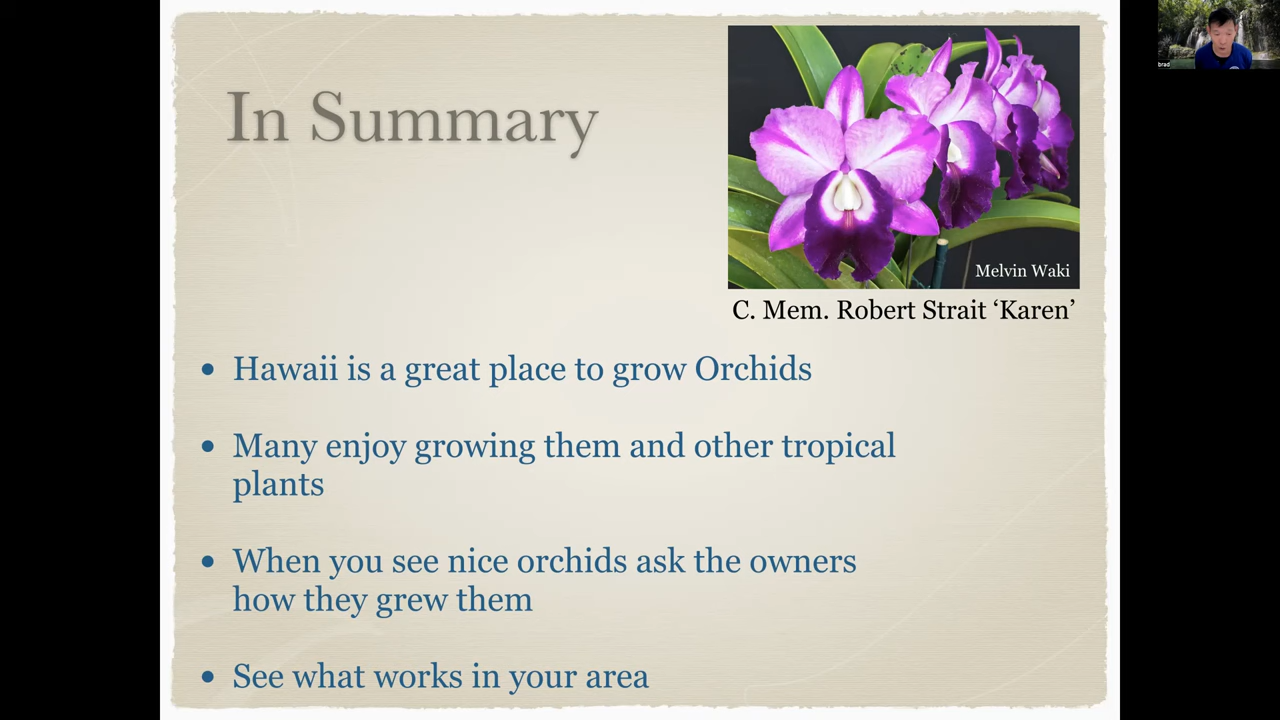 In Summary
Melvin Waki
C. Mem. Robert Strait ‘Karen’
• Hawaii is a great place to grow Orchids
• Many enjoy growing them and other tropical
plants
• When you see nice orchids ask the owners
how they grew them
• See what works in your area
brad